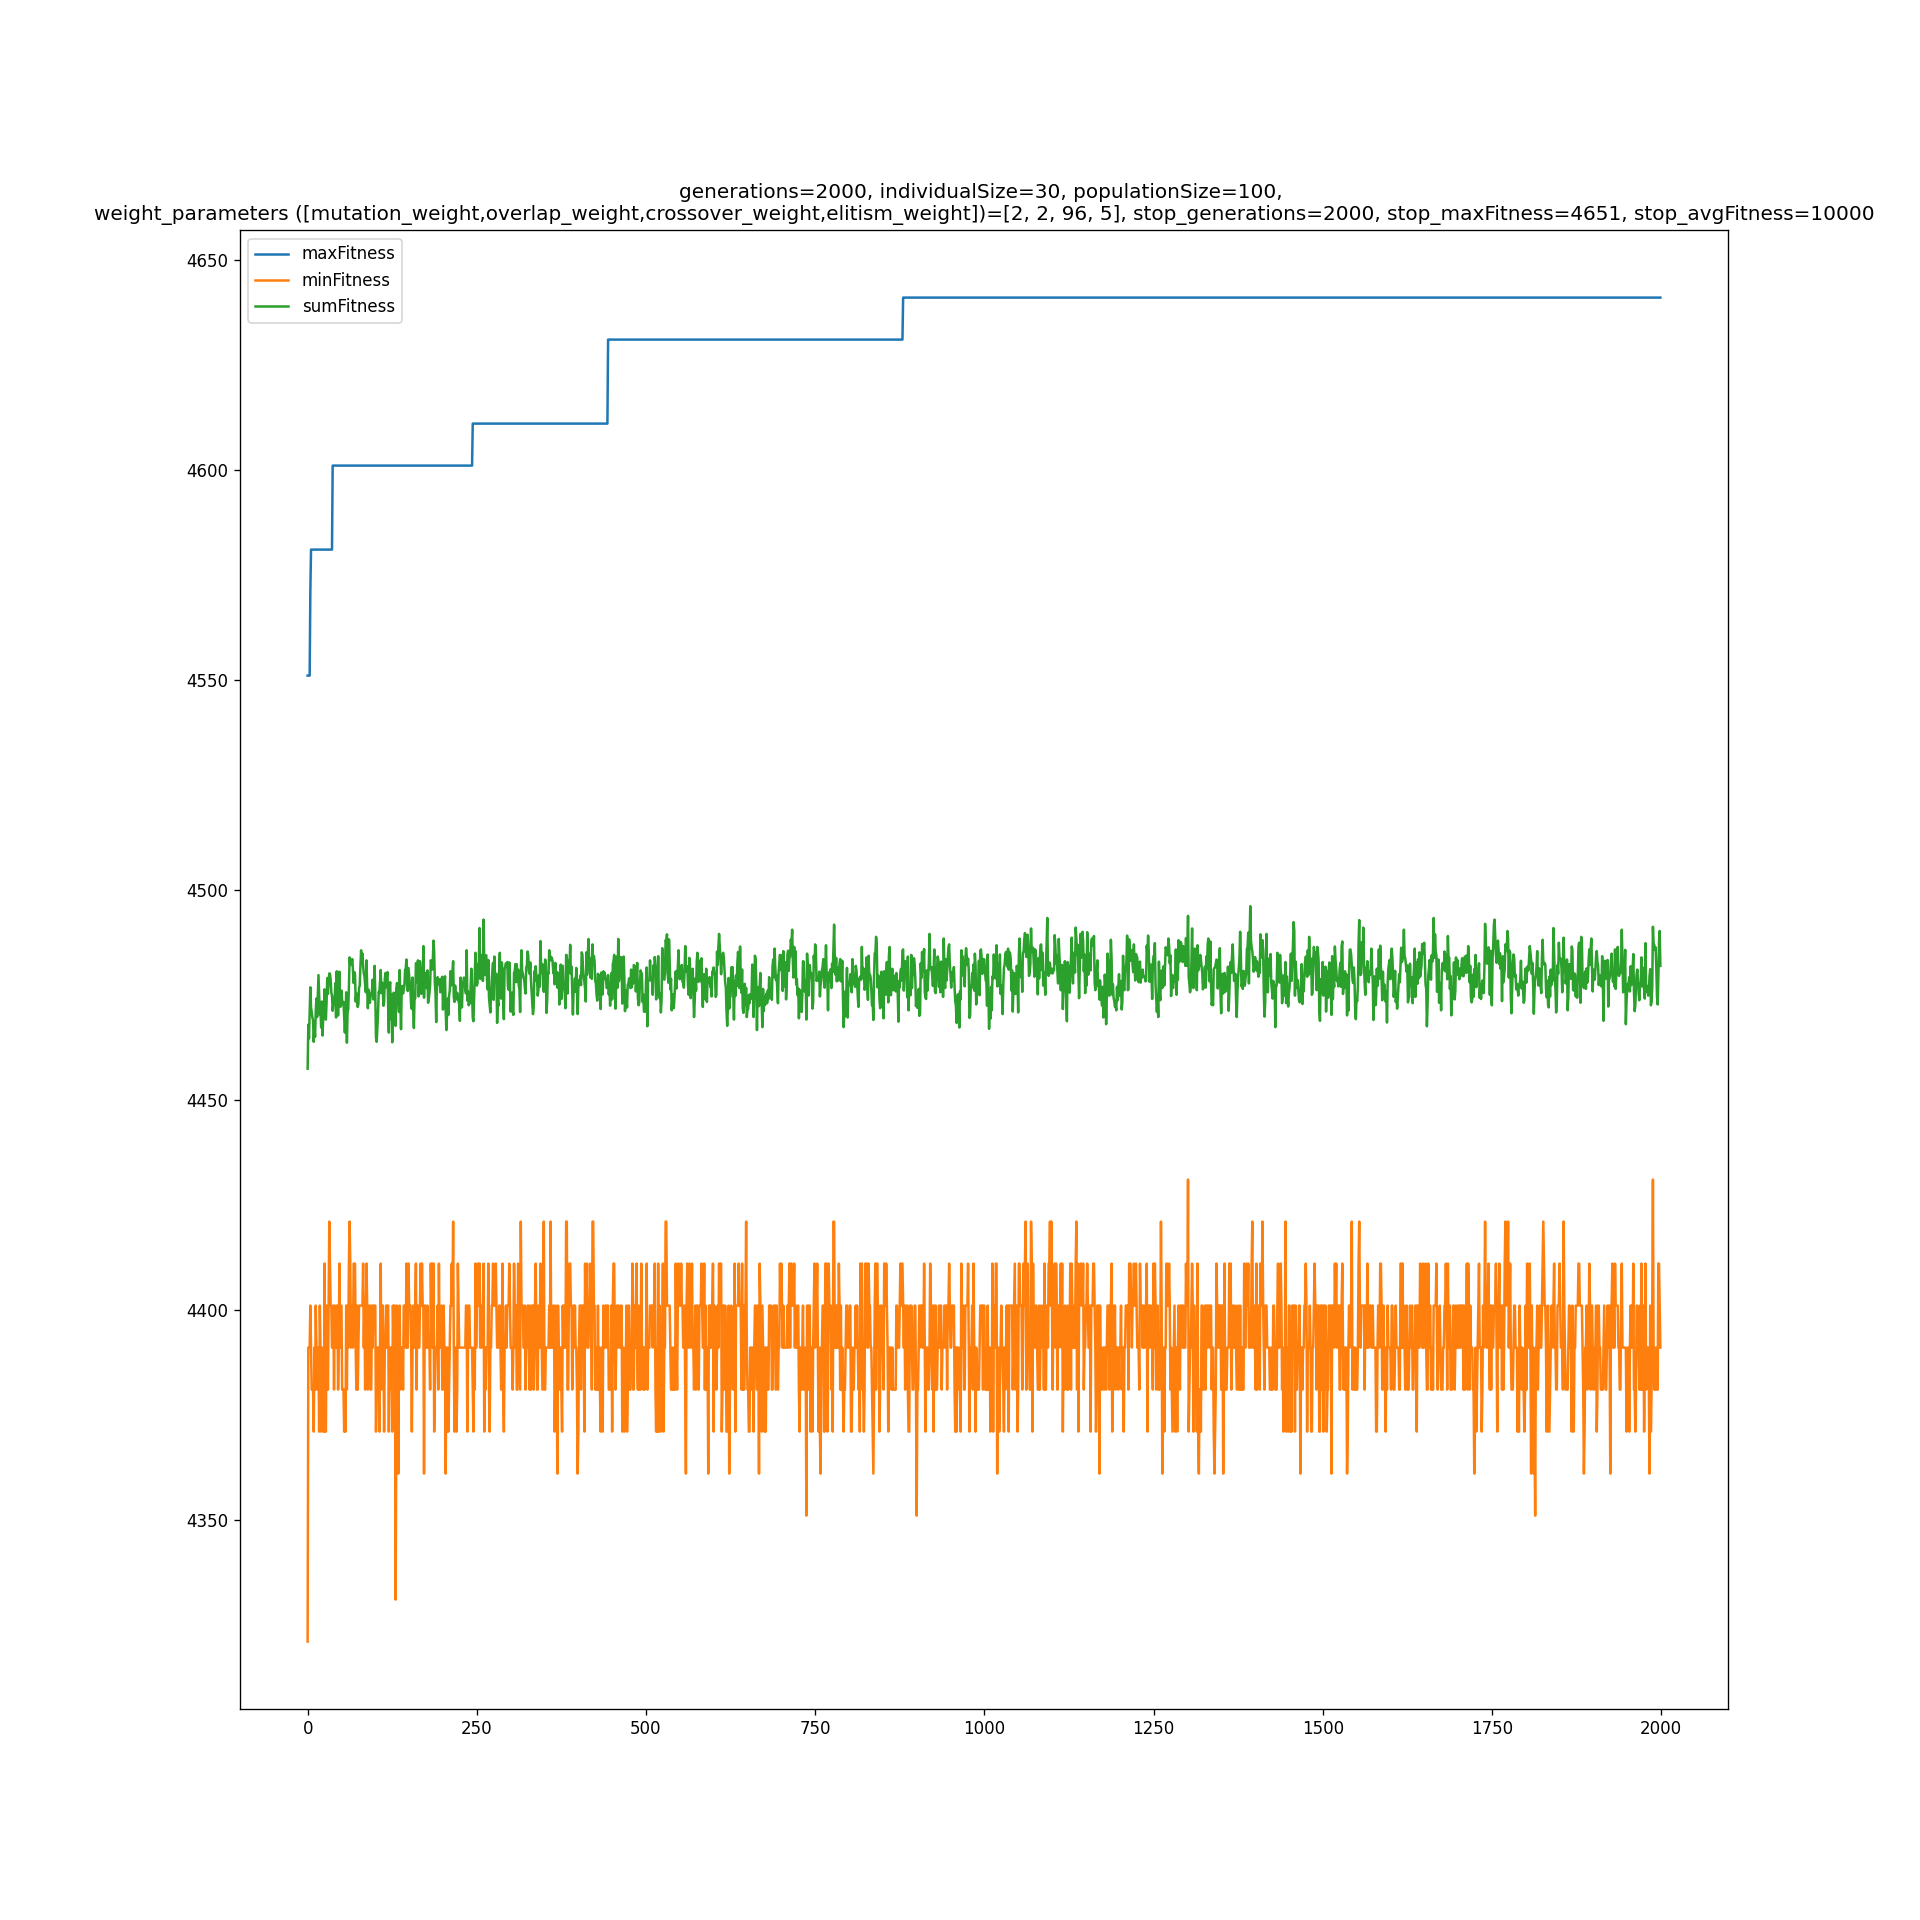 generations=2000, individualSize=30, populationSize=100,
weight_parameters ([mutation_weight,overlap_weight,crossover_weight,elitism_weight])=[2, 2, 96, 5], stop_generations=2000, stop_maxFitness=4651, stop_avgFitness=10000
maxFitness
minFitness
sumFitness
4650
4600
4550
4500
4450
4400
4350
0 250 500 750 1000 1250 1500 1750 2000